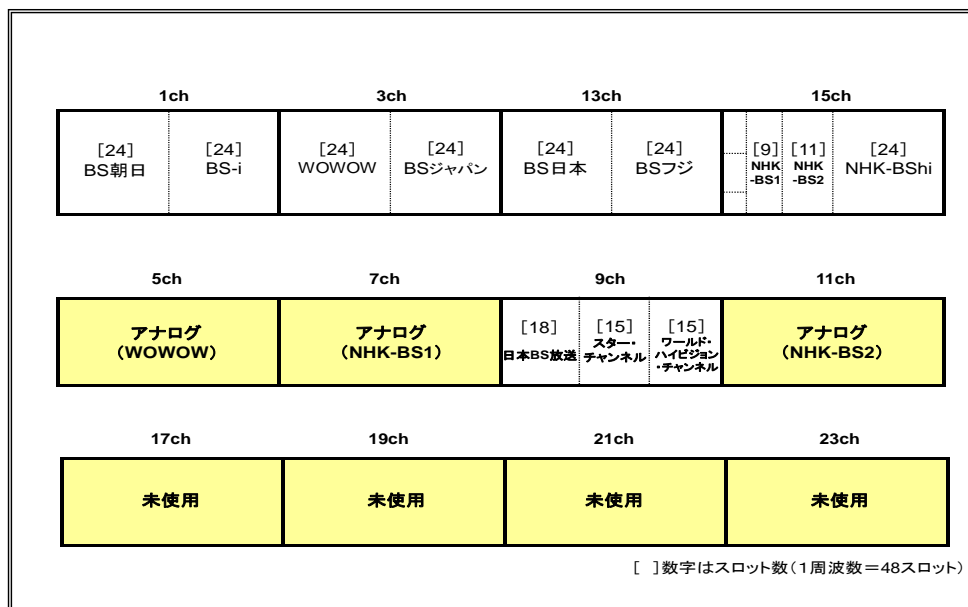 1ch
3ch
13ch
15ch
[24]
BS朝日
[24]
BS-i
[24]
WOWOW
[24]
BSジャパン
[24]
BS日本
[24]
BSフジ
[9]
NHK
-BS1
[11]
NHK
-BS2
[24]
NHK-BShi
5ch
7ch
9ch
11ch
アナログ
(WOWOW)
アナログ
(NHK-BS1)
[18]
日本BS放送
[15]
スター・
チャンネル
[15]
ワールド・
ハイビジョン
・チャンネル
アナログ
(NHK-BS2)
17ch
19ch
21ch
23ch
未使用
未使用
未使用
未使用
[ ]数字はスロット数(1周波数=48スロット)